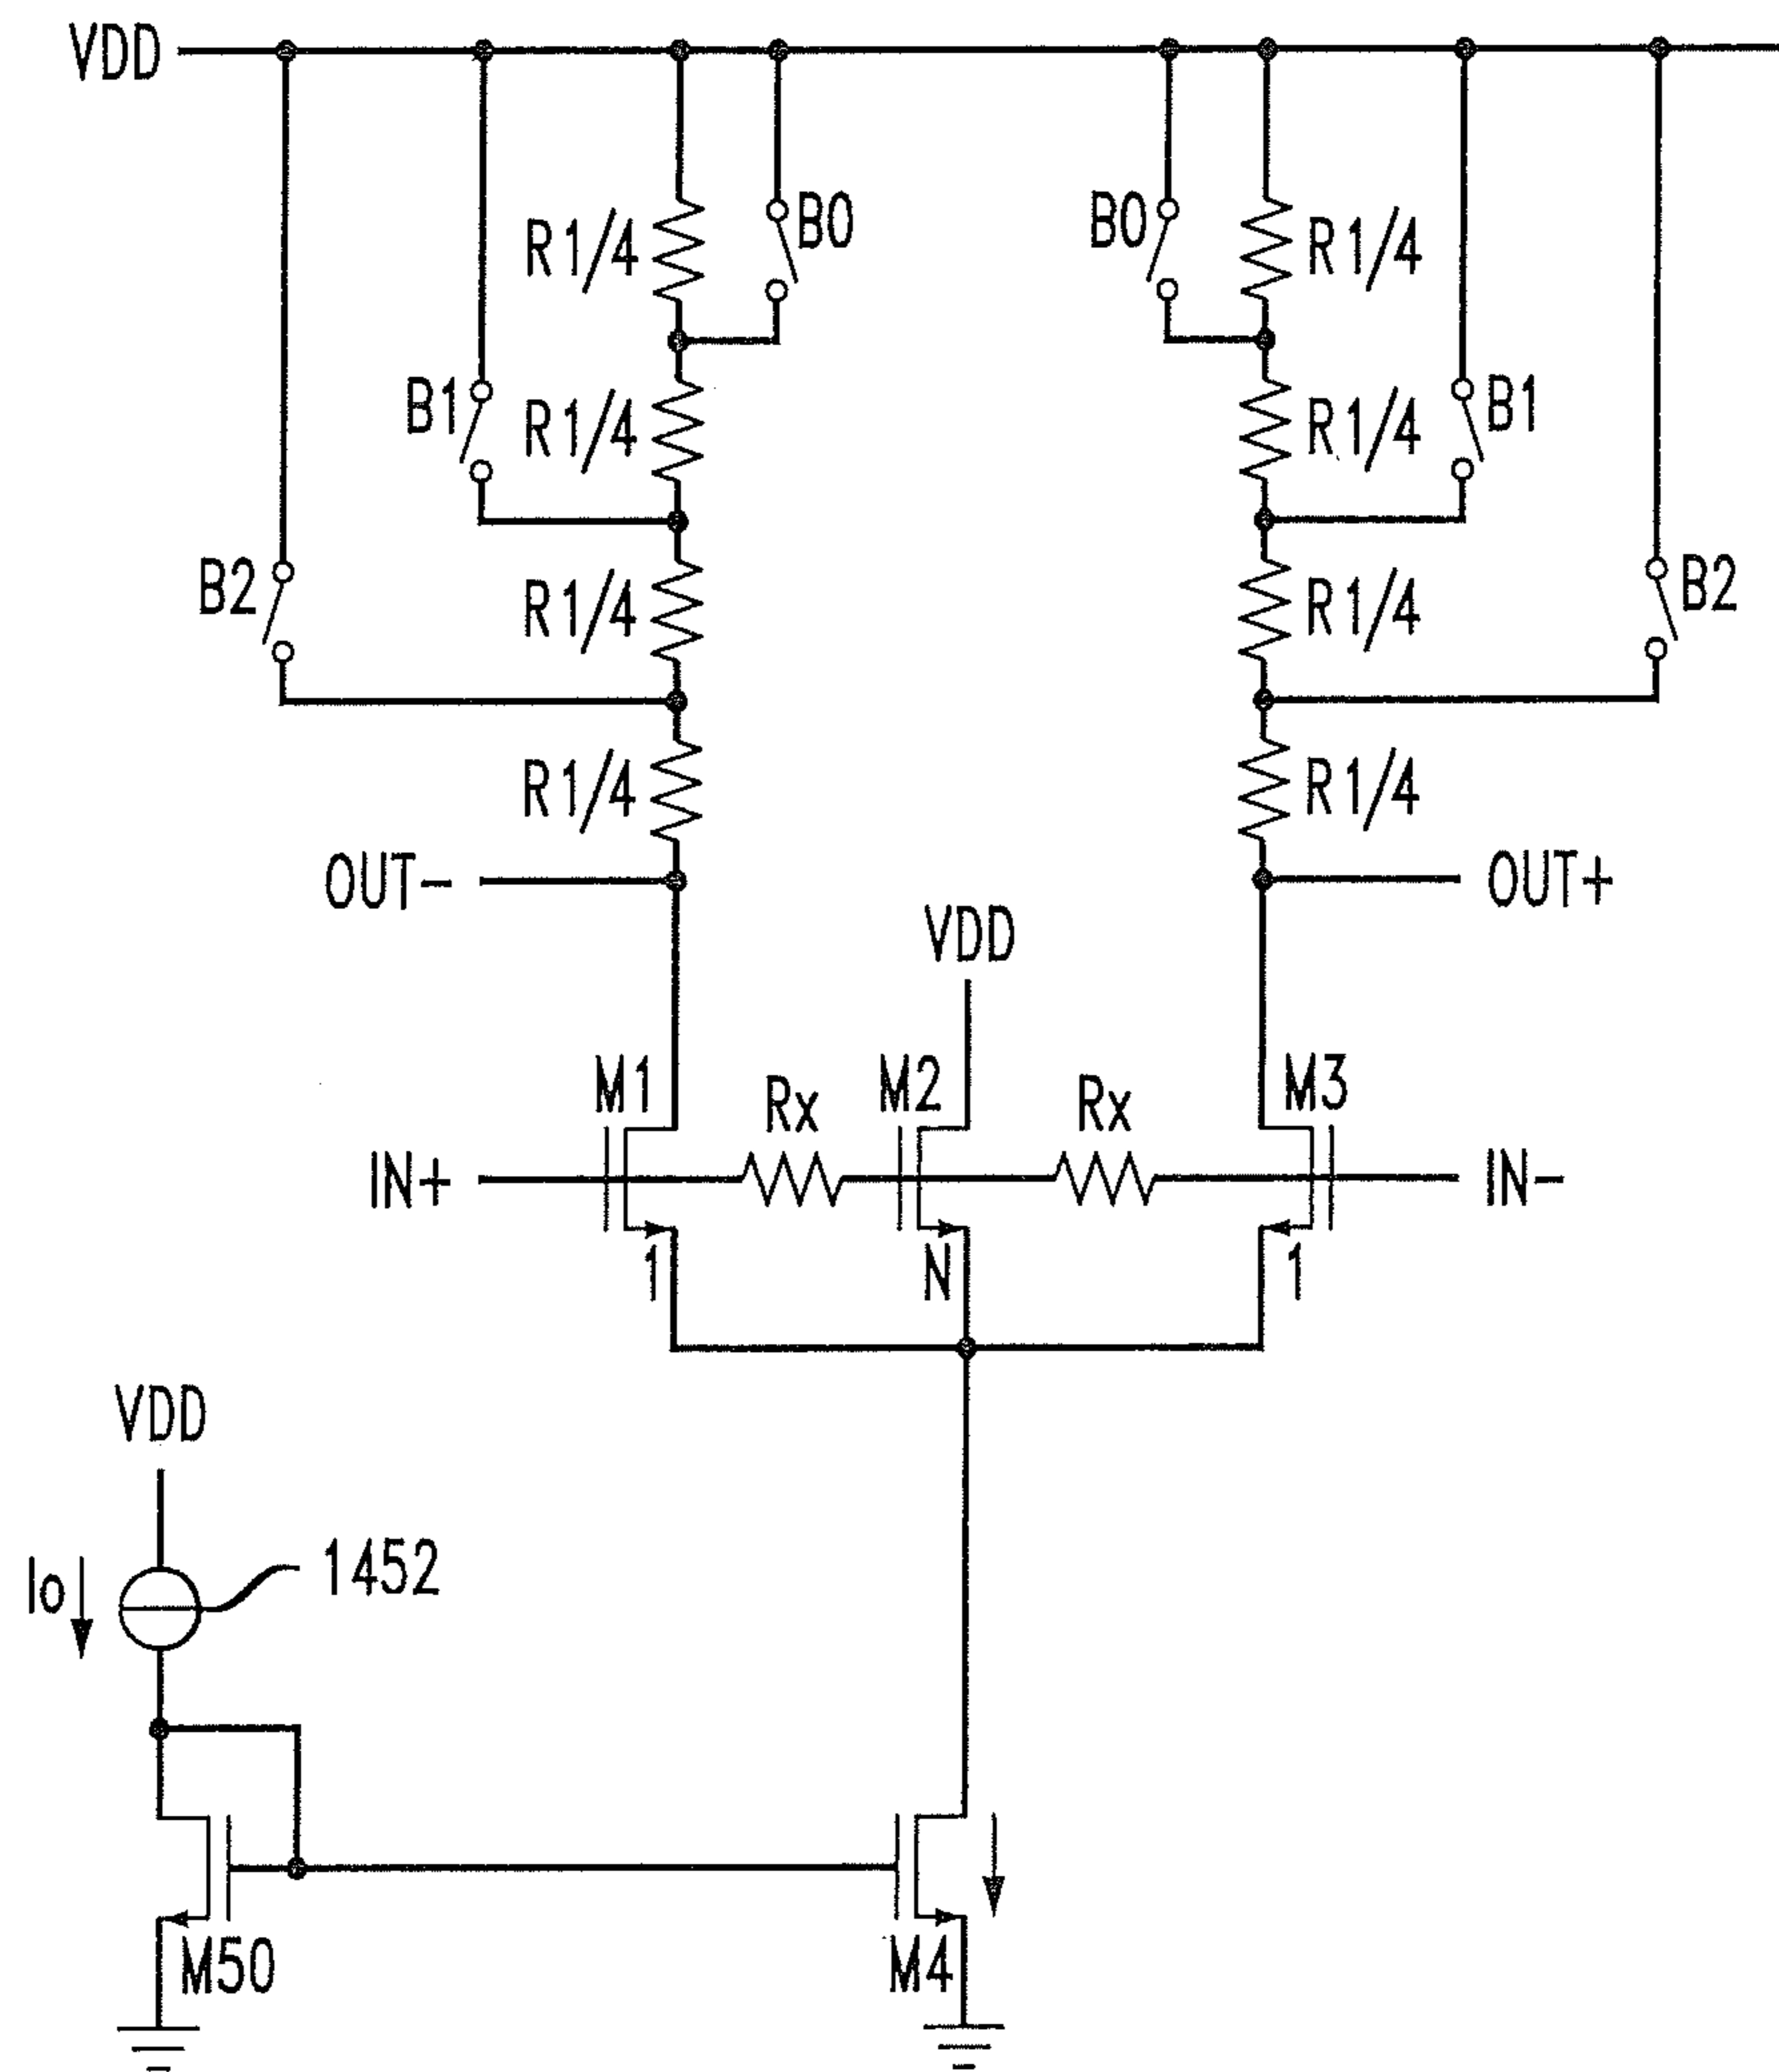 VDD
R1/4
B0
B0
R1/4
B1
R1/4
R1/4
B1
B2
R1/4
R1/4
B2
R1/4
R1/4
OUT-
OUT+
VDD
M1
Rx
M2
Rx
M3
IN+
IN-
1
N
1
VDD
Io
1452
M50
M4